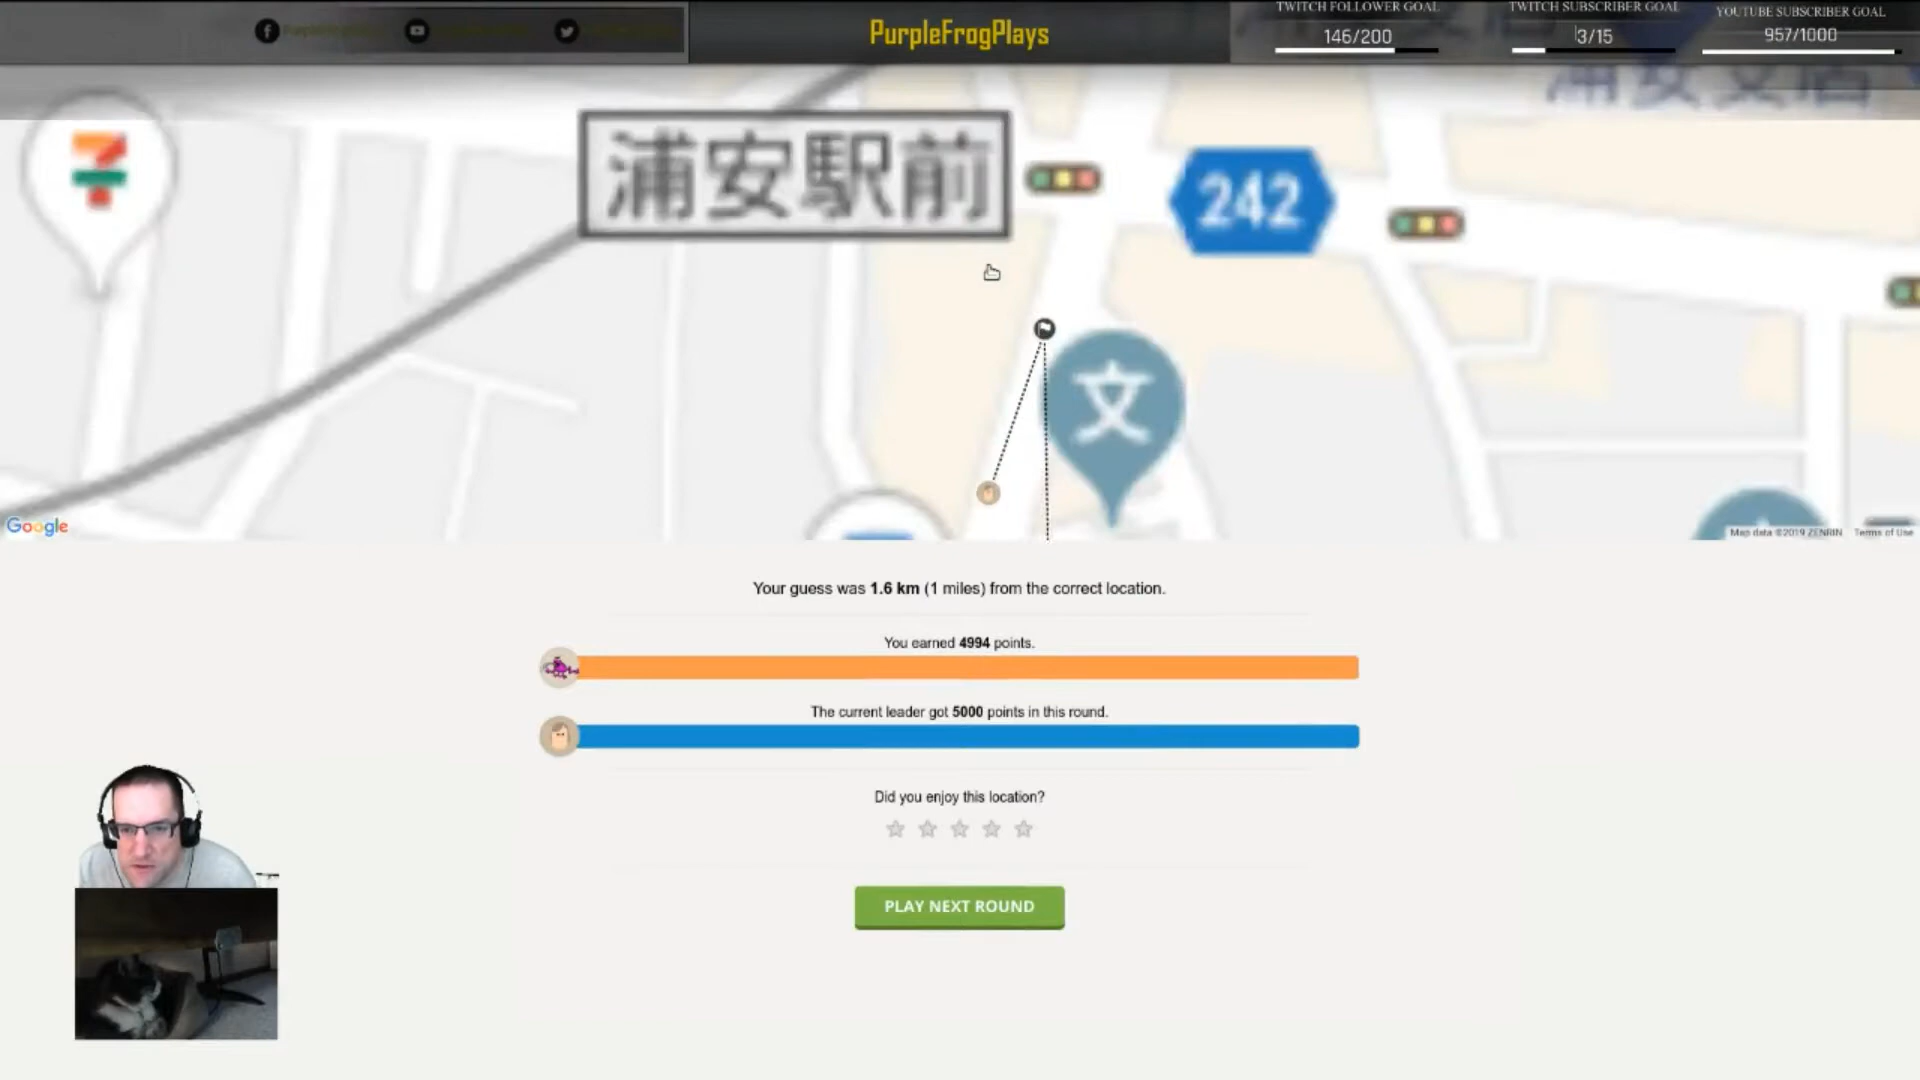 PurpleFrogPlays
TWITCH FOLLOWER GOAL
146/200
TWITCH SUBSCRIBER GOAL
3/15
YOUTUBE SUBSCRIBER GOAL
957/1000
浦安駅前
242
文
Google
Map data ©2019 ZENRIN Terms of Use
Your guess was 1.6 km (1 miles) from the correct location.
You earned 4994 points.
The current leader got 5000 points in this round.
Did you enjoy this location?
PLAY NEXT ROUND